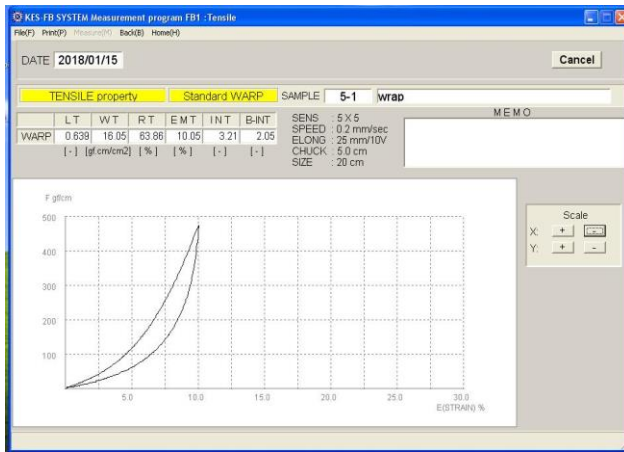 KES-FB SYSTEM Measurement program FB1 :Tensile
File(F) Print(P) Measure(M) Back(B) Home(H)
DATE 2018/01/15 Cancel
TENSILE property Standard WARP SAMPLE 5-1 wrap
LT WT RT EMT INT B-INT
WARP 0.639 16.05 63.86 10.05 3.21 2.05
[-] [gf.cm/cm2] [%] [%] [-] [-]
SENS : 5 X 5
SPEED : 0.2 mm/sec
ELONG : 25 mm/10V
CHUCK : 5.0 cm
SIZE : 20 cm
MEMO
F gf/cm
500
400
300
200
100
5.0 10.0 15.0 20.0 25.0 30.0
E(STRAIN) %
Scale
X: + -
Y: + -